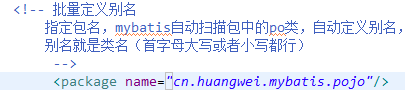 <!-- 批量定义别名
指定包名，mybatis自动扫描包中的po类，自动定义别名，
别名就是类名（首字母大写或者小写都行）
-->
<package name="cn.huangwei.mybatis.pojo"/>